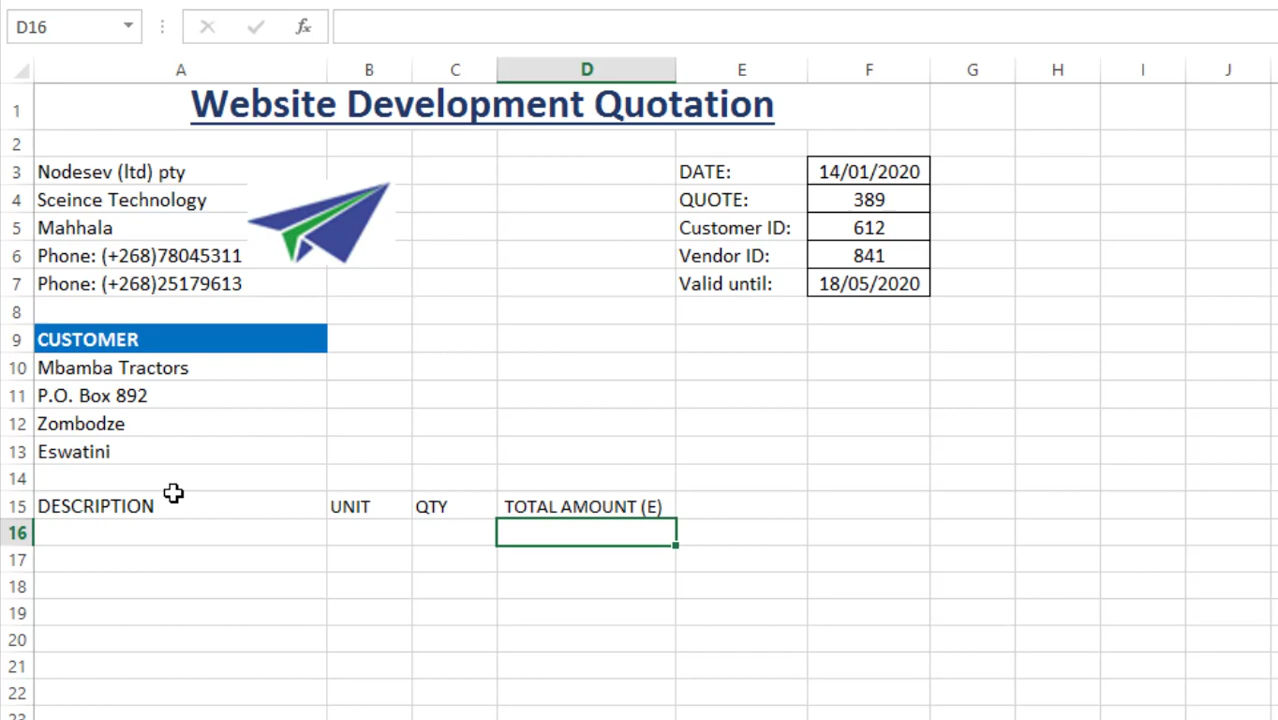 D16 fx
A B C D E F G H I J
1 Website Development Quotation
2
3 Nodesev (ltd) pty DATE: 14/01/2020
4 Sceince Technology QUOTE: 389
5 Mahhala Customer ID: 612
6 Phone: (+268)78045311 Vendor ID: 841
7 Phone: (+268)25179613 Valid until: 18/05/2020
8
9 CUSTOMER
10 Mbamba Tractors
11 P.O. Box 892
12 Zombodze
13 Eswatini
14
15 DESCRIPTION UNIT QTY TOTAL AMOUNT (E)
16
17
18
19
20
21
22
23